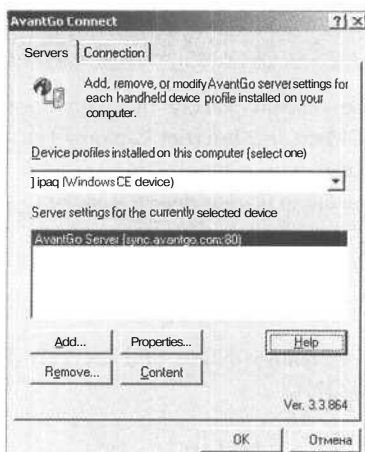 AvantGo Connect
Servers
Connection
Add, remove, or modify AvantGo server settings for
each handheld device profile installed on your
computer.
Device profiles installed on this computer (select one)
] ipaq (Windows CE device)
Server settings for the currently selected device
AvantGo Server (sync.avantgo.com:80)
Add...
Properties...
Help
Remove...
Content
Ver. 3.3.864
OK
Отмена